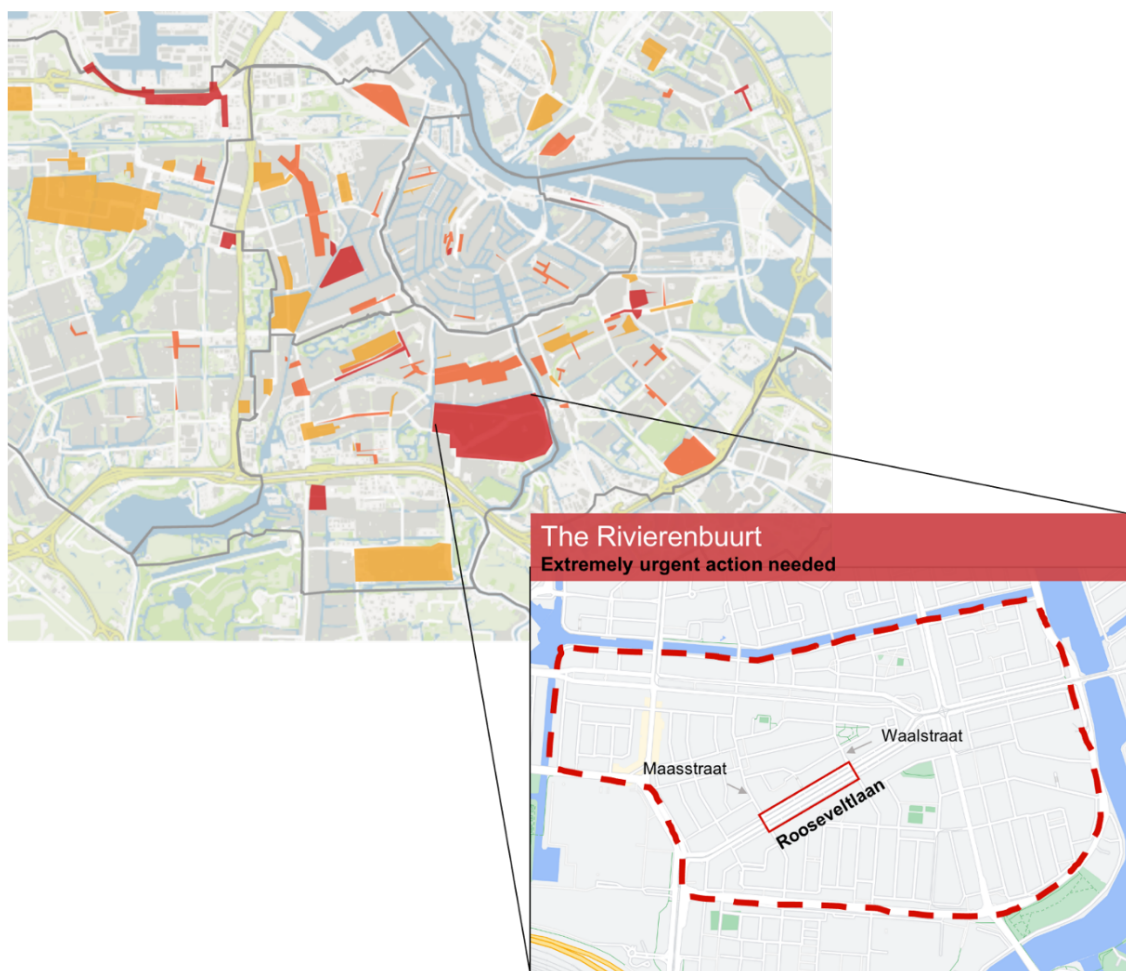 The Rivierenbuurt
Extremely urgent action needed
Waalstraat
Maasstraat
Rooseveltlaan